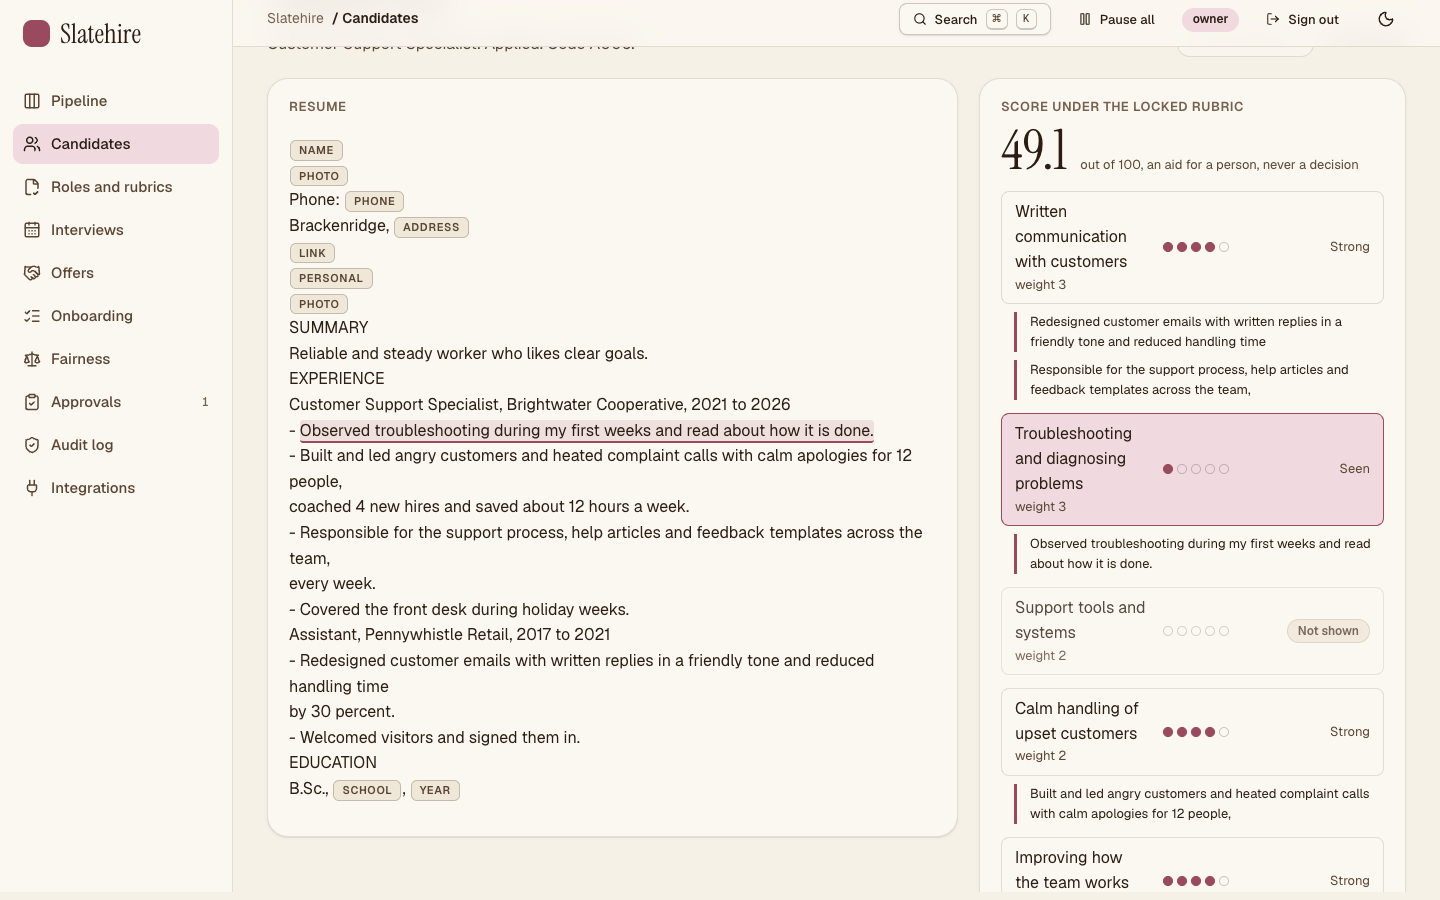 Slatehire
Pipeline
Candidates
Roles and rubrics
Interviews
Offers
Onboarding
Fairness
Approvals 1
Audit log
Integrations
Slatehire / Candidates
Search ⌘ K
Pause all
owner
Sign out
RESUME
NAME
PHOTO
Phone: PHONE
Brackenridge, ADDRESS
LINK
PERSONAL
PHOTO
SUMMARY
Reliable and steady worker who likes clear goals.
EXPERIENCE
Customer Support Specialist, Brightwater Cooperative, 2021 to 2026
- Observed troubleshooting during my first weeks and read about how it is done.
- Built and led angry customers and heated complaint calls with calm apologies for 12
people,
coached 4 new hires and saved about 12 hours a week.
- Responsible for the support process, help articles and feedback templates across the
team,
every week.
- Covered the front desk during holiday weeks.
Assistant, Pennywhistle Retail, 2017 to 2021
- Redesigned customer emails with written replies in a friendly tone and reduced
handling time
by 30 percent.
- Welcomed visitors and signed them in.
EDUCATION
B.Sc., SCHOOL, YEAR
SCORE UNDER THE LOCKED RUBRIC
49.1 out of 100, an aid for a person, never a decision
Written
communication
with customers
weight 3
Strong
Redesigned customer emails with written replies in a
friendly tone and reduced handling time
Responsible for the support process, help articles and
feedback templates across the team,
Troubleshooting
and diagnosing
problems
weight 3
Seen
Observed troubleshooting during my first weeks and read
about how it is done.
Support tools and
systems
weight 2
Not shown
Calm handling of
upset customers
weight 2
Strong
Built and led angry customers and heated complaint calls
with calm apologies for 12 people,
Improving how
the team works
Strong